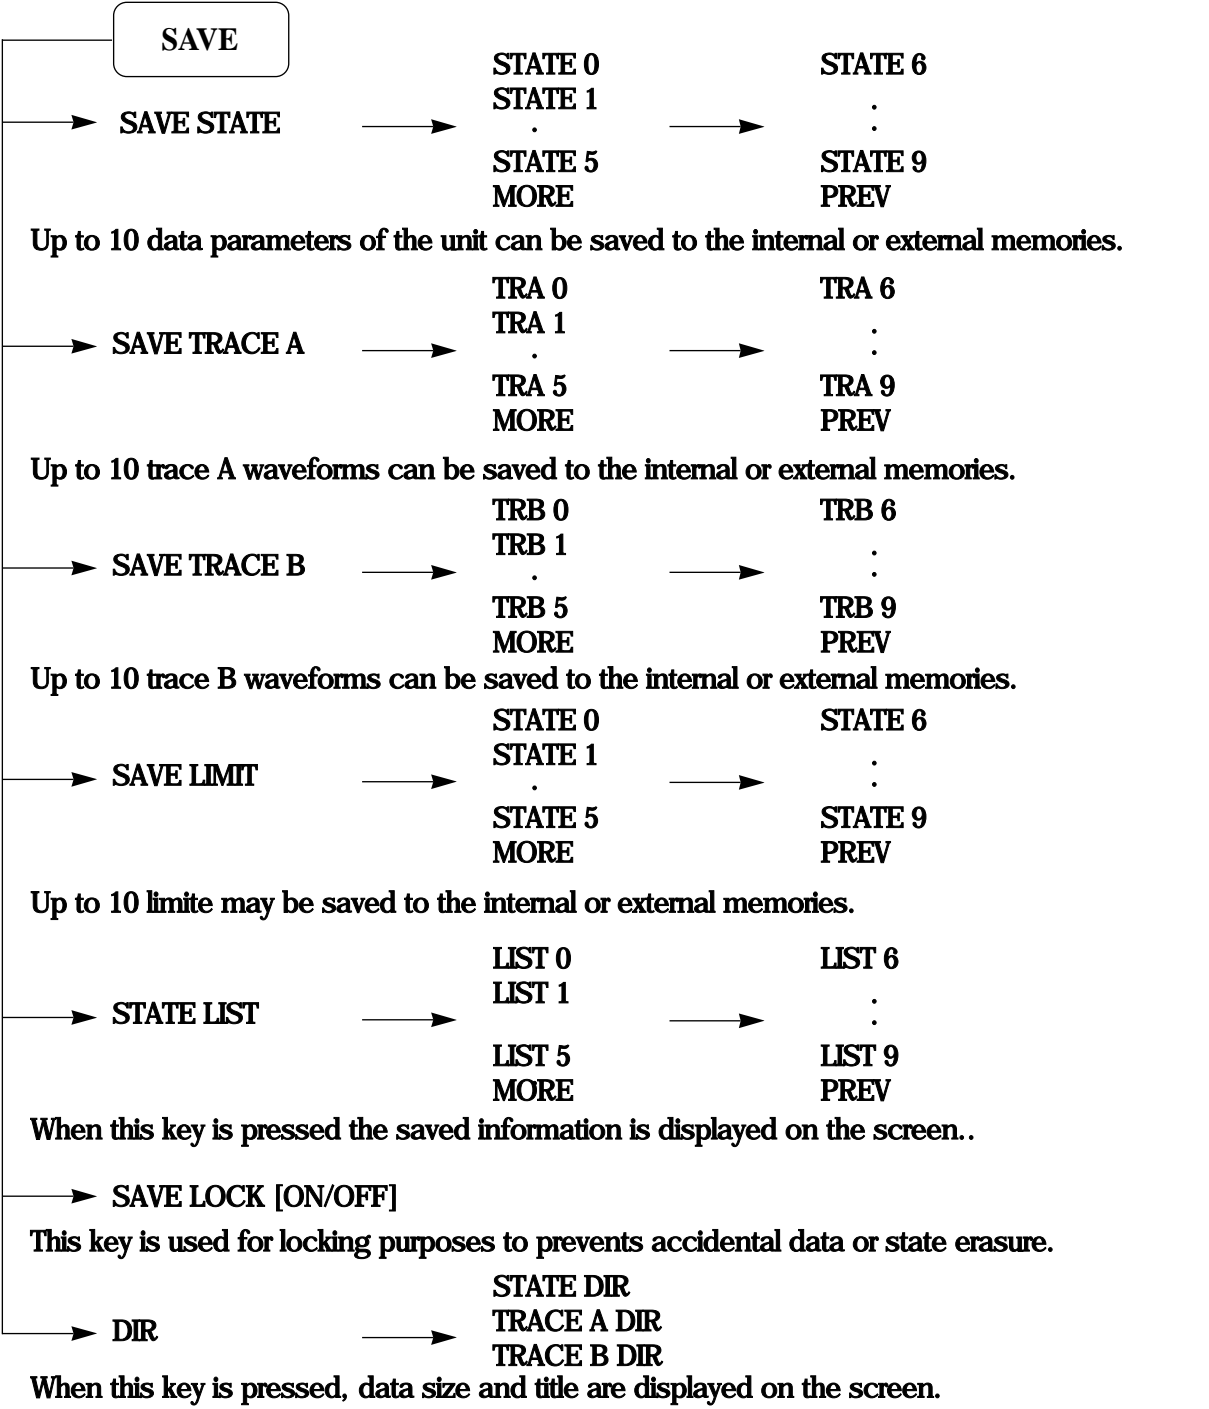 SAVE
STATE 0 STATE 6
STATE 1 .
SAVE STATE . .
STATE 5 STATE 9
MORE PREV
Up to 10 data parameters of the unit can be saved to the internal or external memories.
TRA 0 TRA 6
TRA 1 .
SAVE TRACE A . .
TRA 5 TRA 9
MORE PREV
Up to 10 trace A waveforms can be saved to the internal or external memories.
TRB 0 TRB 6
TRB 1 .
SAVE TRACE B . .
TRB 5 TRB 9
MORE PREV
Up to 10 trace B waveforms can be saved to the internal or external memories.
STATE 0 STATE 6
STATE 1 .
SAVE LIMIT . .
STATE 5 STATE 9
MORE PREV
Up to 10 limite may be saved to the internal or external memories.
LIST 0 LIST 6
LIST 1 .
STATE LIST .
LIST 5 LIST 9
MORE PREV
When this key is pressed the saved information is displayed on the screen..
SAVE LOCK [ON/OFF]
This key is used for locking purposes to prevents accidental data or state erasure.
STATE DIR
TRACE A DIR
DIR
TRACE B DIR
When this key is pressed, data size and title are displayed on the screen.